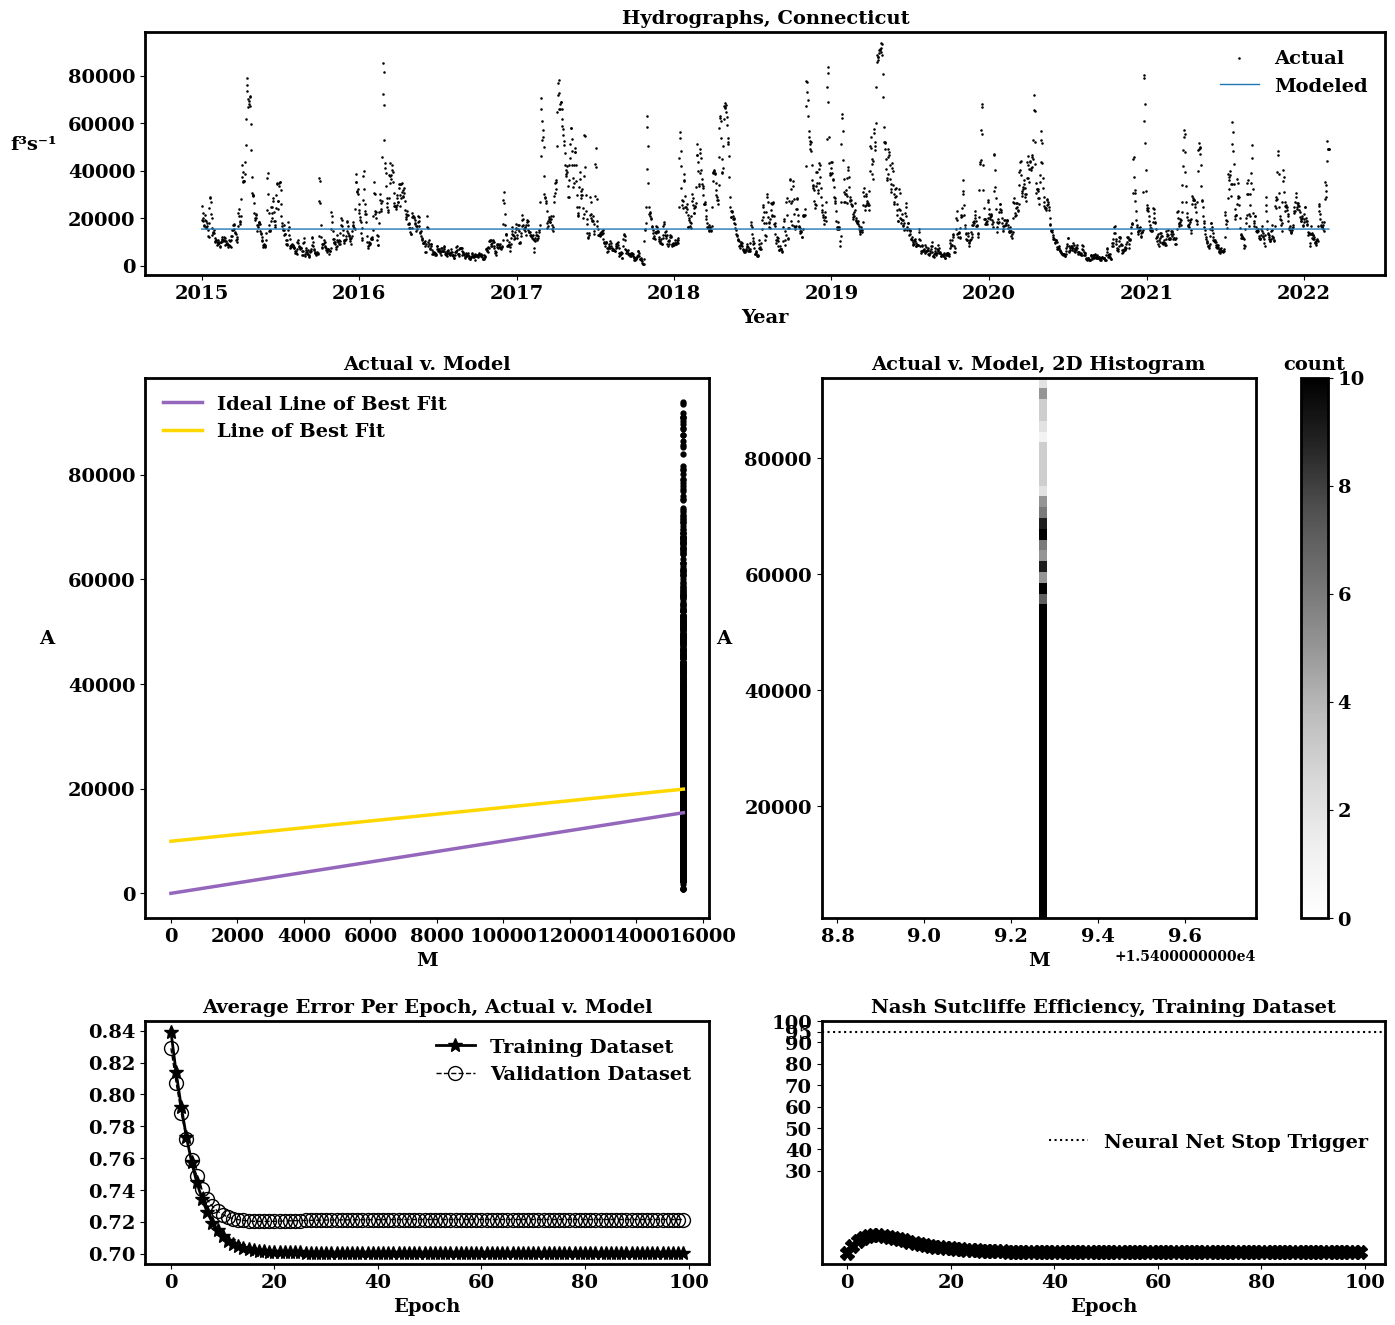 Hydrographs, Connecticut
80000
60000
40000
20000
0
f³s⁻¹
Actual
Modeled
2015 2016 2017 2018 2019 2020 2021 2022
Year
Actual v. Model
Ideal Line of Best Fit
Line of Best Fit
80000
60000
40000
20000
0
A
0 2000 4000 6000 8000 10000 12000 14000 16000
M
Actual v. Model, 2D Histogram
80000
60000
40000
20000
A
8.8 9.0 9.2 9.4 9.6
+1.5400000000e4
M
count
10
8
6
4
2
0
Average Error Per Epoch, Actual v. Model
0.84
0.82
0.80
0.78
0.76
0.74
0.72
0.70
Training Dataset
Validation Dataset
0 20 40 60 80 100
Epoch
Nash Sutcliffe Efficiency, Training Dataset
100
95
90
80
70
60
50
40
30
Neural Net Stop Trigger
0 20 40 60 80 100
Epoch